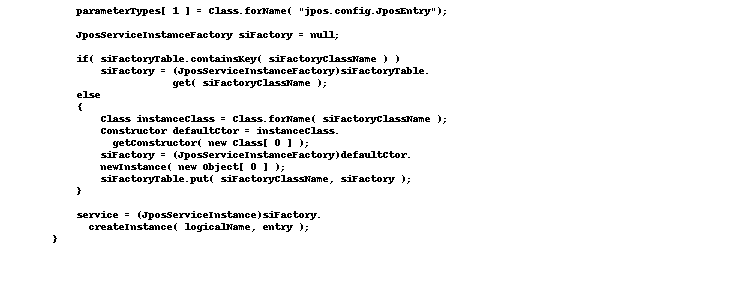 parameterTypes[ 1 ] = Class.forName( "jpos.config.JposEntry");
JposServiceInstanceFactory siFactory = null;
if( siFactoryTable.containsKey( siFactoryClassName ) )
siFactory = (JposServiceInstanceFactory)siFactoryTable.
get( siFactoryClassName );
else
{
Class instanceClass = Class.forName( siFactoryClassName );
Constructor defaultCtor = instanceClass.
getConstructor( new Class[ 0 ] );
siFactory = (JposServiceInstanceFactory)defaultCtor.
newInstance( new Object[ 0 ] );
siFactoryTable.put( siFactoryClassName, siFactory );
}
service = (JposServiceInstance)siFactory.
createInstance( logicalName, entry );
}